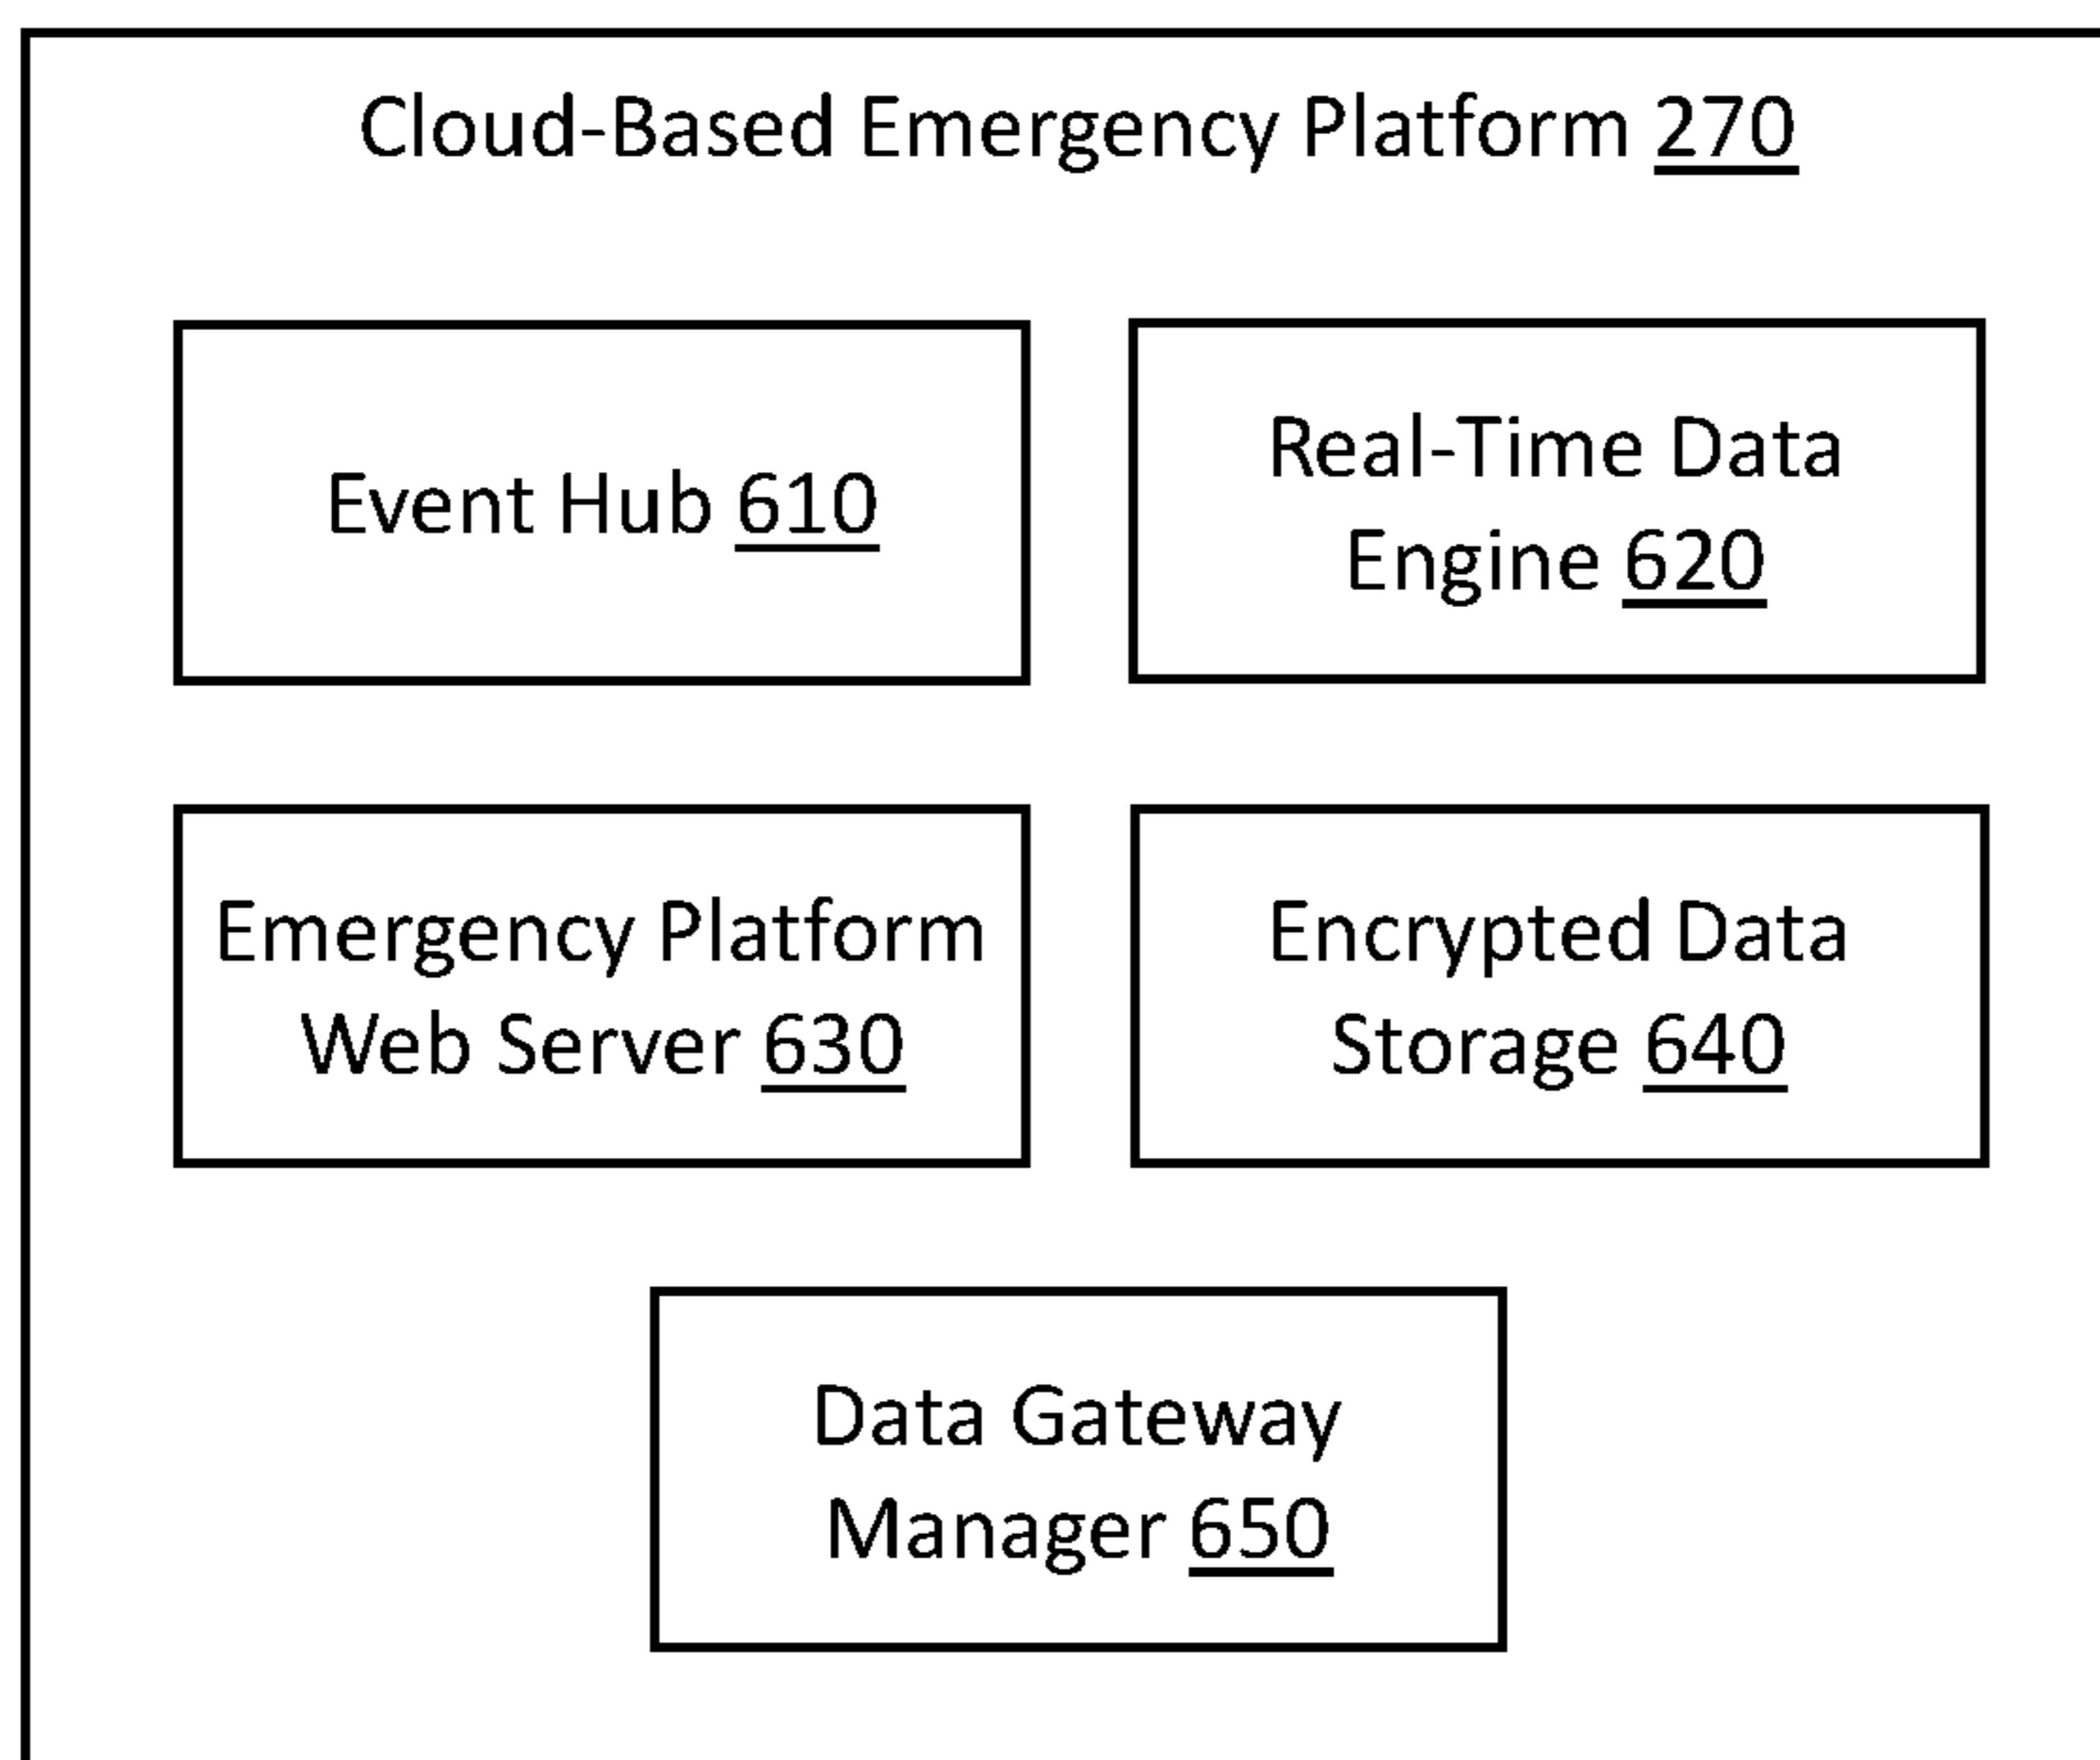 Cloud-Based Emergency Platform 270
Event Hub 610
Real-Time Data
Engine 620
Emergency Platform
Web Server 630
Encrypted Data
Storage 640
Data Gateway
Manager 650